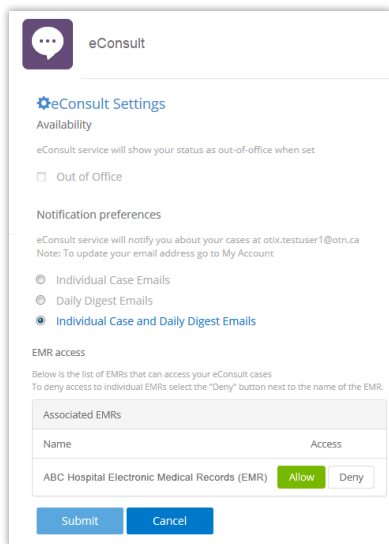 eConsult
eConsult Settings
Availability
eConsult service will show your status as out-of-office when set
Out of Office
Notification preferences
eConsult service will notify you about your cases at otix.testuser1@otn.ca
Note: To update your email address go to My Account
Individual Case Emails
Daily Digest Emails
Individual Case and Daily Digest Emails
EMR access
Below is the list of EMRs that can access your eConsult cases
To deny access to individual EMRs select the "Deny" button next to the name of the EMR.
Associated EMRs
Name Access
ABC Hospital Electronic Medical Records (EMR) Allow Deny
Submit Cancel